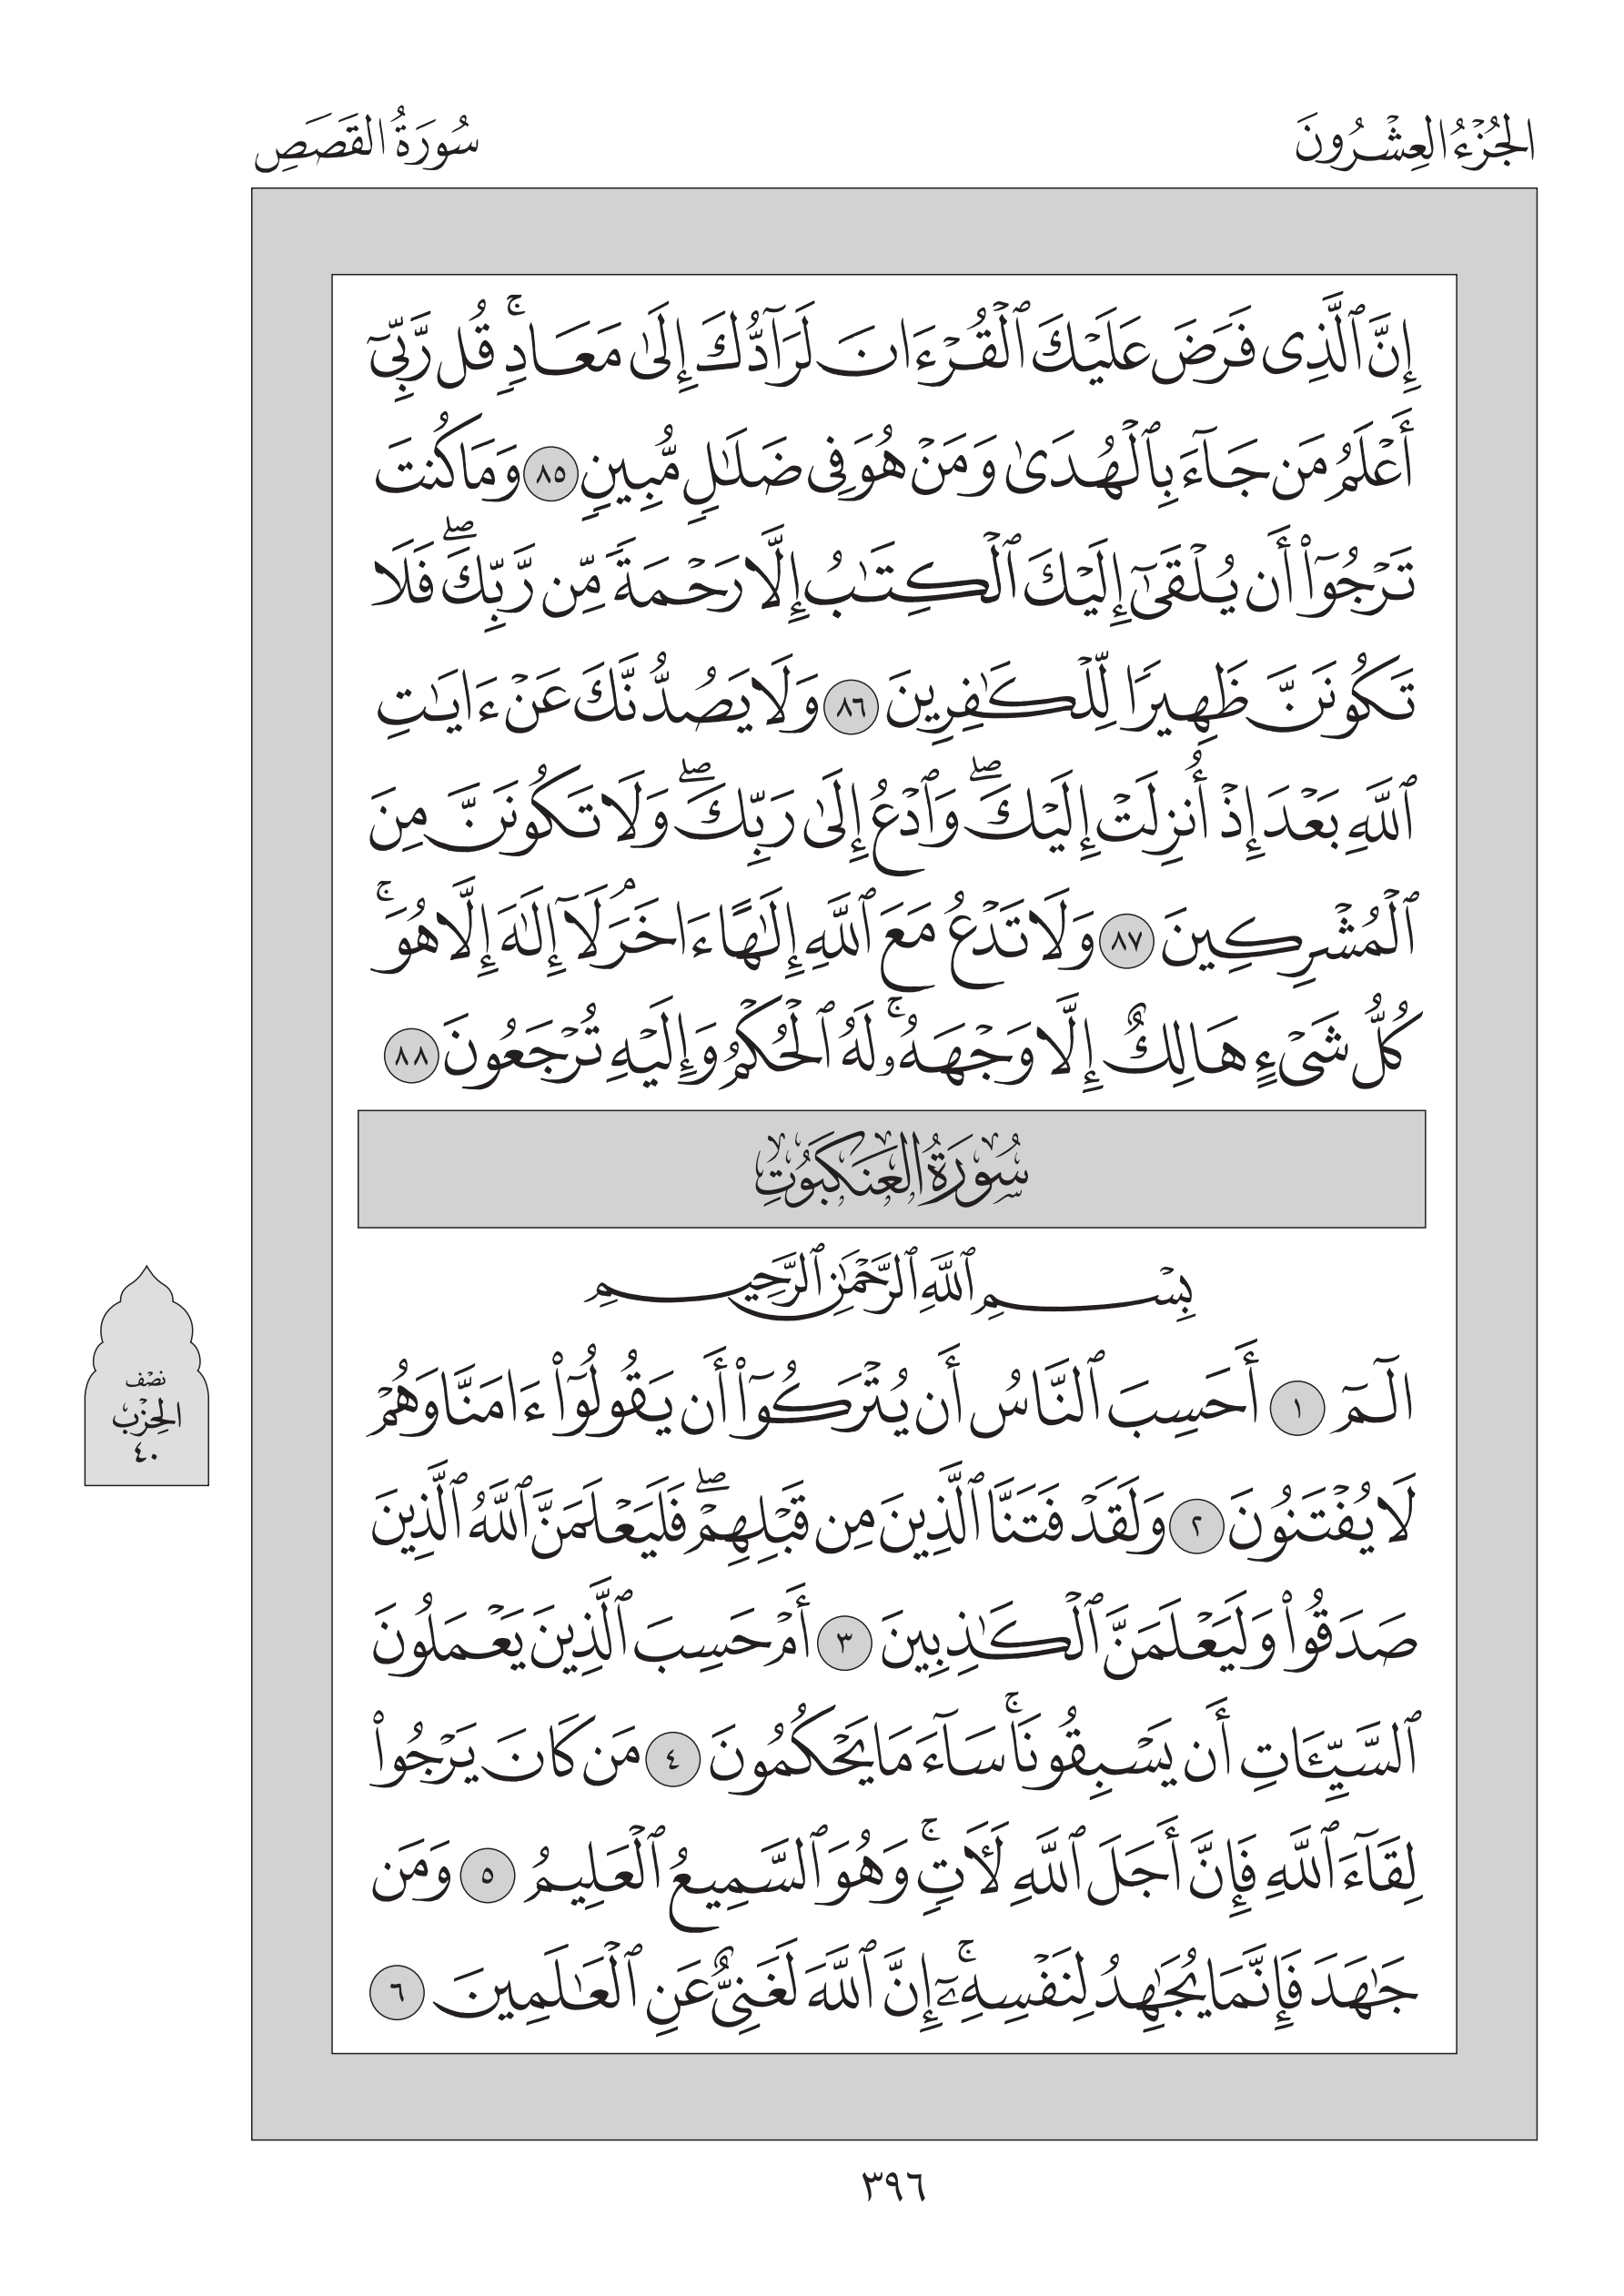 الجُزْءُ العِشْرُونَ
سُورَةُ القَصَصِ
إِنَّ ٱلَّذِى فَرَضَ عَلَيْكَ ٱلْقُرْءَانَ لَرَآدُّكَ إِلَىٰ مَعَادٍۚ قُل رَّبِّىٓ
أَعْلَمُ مَن جَآءَ بِٱلْهُدَىٰ وَمَنْ هُوَ فِى ضَلَٰلٍ مُّبِينٍ ٨٥ وَمَا كُنتَ
تَرْجُوٓا۟ أَن يُلْقَىٰٓ إِلَيْكَ ٱلْكِتَٰبُ إِلَّا رَحْمَةً مِّن رَّبِّكَۖ فَلَا
تَكُونَنَّ ظَهِيرًا لِّلْكَٰفِرِينَ ٨٦ وَلَا يَصُدُّنَّكَ عَنْ ءَايَٰتِ
ٱللَّهِ بَعْدَ إِذْ أُنزِلَتْ إِلَيْكَۖ وَٱدْعُ إِلَىٰ رَبِّكَۖ وَلَا تَكُونَنَّ مِنَ
ٱلْمُشْرِكِينَ ٨٧ وَلَا تَدْعُ مَعَ ٱللَّهِ إِلَٰهًا ءَاخَرَۘ لَآ إِلَٰهَ إِلَّا هُوَۚ
كُلُّ شَىْءٍ هَالِكٌ إِلَّا وَجْهَهُۥۚ لَهُ ٱلْحُكْمُ وَإِلَيْهِ تُرْجَعُونَ ٨٨
سُورَةُ العَنكَبُوتِ
بِسْمِ ٱللَّهِ ٱلرَّحْمَٰنِ ٱلرَّحِيمِ
الٓمٓ ١ أَحَسِبَ ٱلنَّاسُ أَن يُتْرَكُوٓا۟ أَن يَقُولُوٓا۟ ءَامَنَّا وَهُمْ
لَا يُفْتَنُونَ ٢ وَلَقَدْ فَتَنَّا ٱلَّذِينَ مِن قَبْلِهِمْۖ فَلَيَعْلَمَنَّ ٱللَّهُ ٱلَّذِينَ
صَدَقُوا۟ وَلَيَعْلَمَنَّ ٱلْكَٰذِبِينَ ٣ أَمْ حَسِبَ ٱلَّذِينَ يَعْمَلُونَ
ٱلسَّيِّـَٔاتِ أَن يَسْبِقُونَاۚ سَآءَ مَا يَحْكُمُونَ ٤ مَن كَانَ يَرْجُوا۟
لِقَآءَ ٱللَّهِ فَإِنَّ أَجَلَ ٱللَّهِ لَـَٔاتٍۚ وَهُوَ ٱلسَّمِيعُ ٱلْعَلِيمُ ٥ وَمَن
جَٰهَدَ فَإِنَّمَا يُجَٰهِدُ لِنَفْسِهِۦٓۚ إِنَّ ٱللَّهَ لَغَنِىٌّ عَنِ ٱلْعَٰلَمِينَ ٦
نصْف
الحِزْب
٤٠
٣٩٦